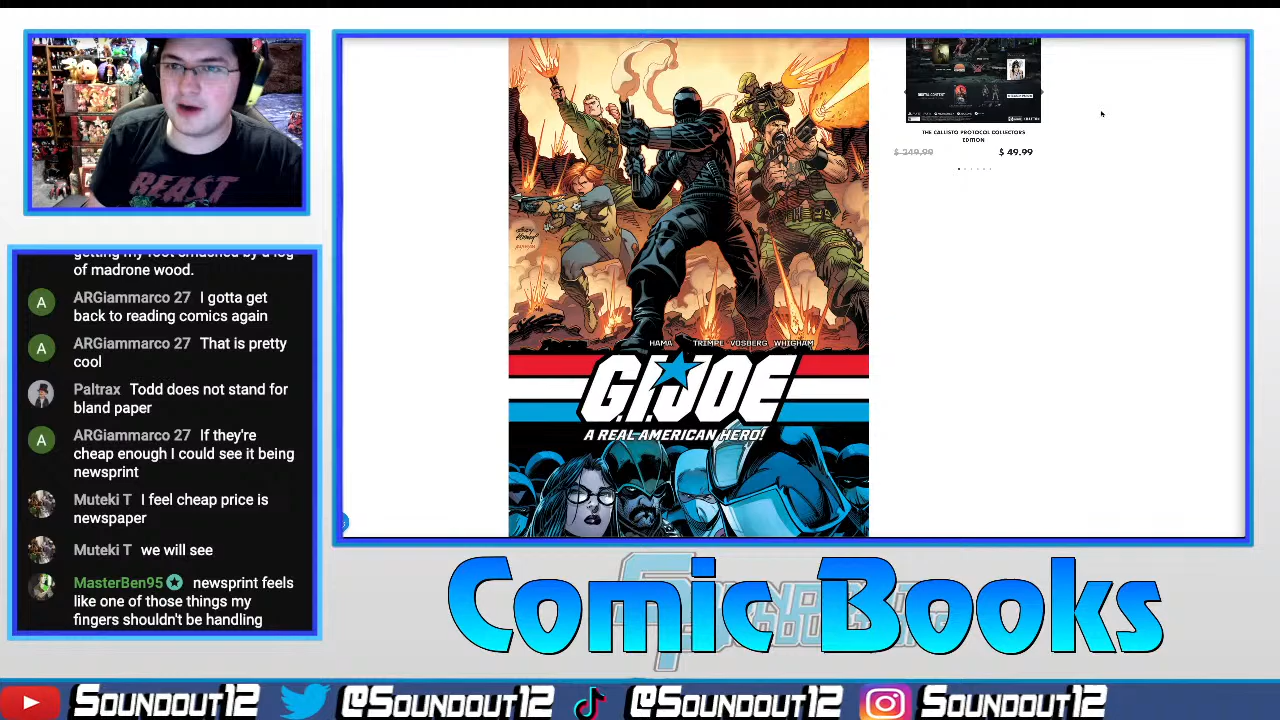 BEAST
getting my foot smashed by a log
of madrone wood.
A
ARGiammarco 27 I gotta get
back to reading comics again
A
ARGiammarco 27 That is pretty
cool
Paltrax Todd does not stand for
bland paper
A
ARGiammarco 27 If they're
cheap enough I could see it being
newsprint
Muteki T I feel cheap price is
newspaper
Muteki T we will see
MasterBen95 newsprint feels
like one of those things my
fingers shouldn't be handling
HAMA TRIMPE VOSBERG WHIGHAM
G.I.JOE
A REAL AMERICAN HERO!
DIGITAL CONTENT
THE CALLISTO PROTOCOL COLLECTORS
EDITION
$ 249.99 $ 49.99
Comic Books
Soundout12 @Soundout12 @Soundout12 Soundout12